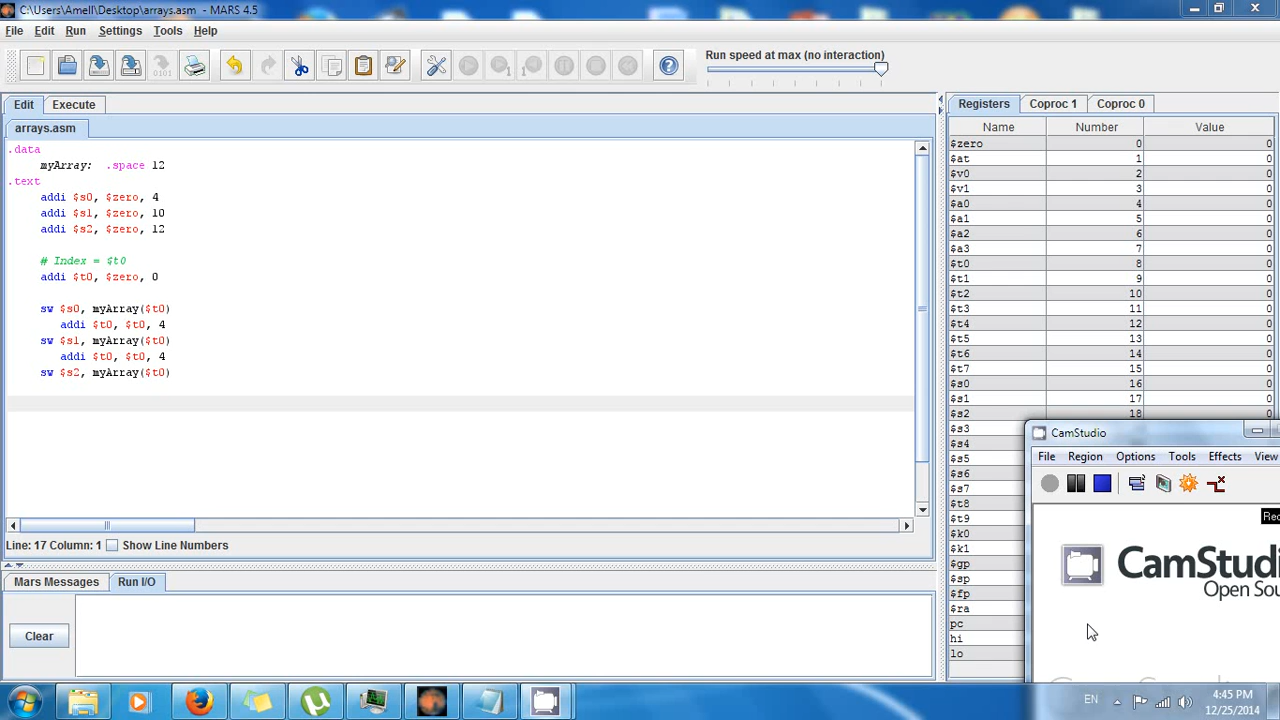 C:\Users\Amell\Desktop\arrays.asm - MARS 4.5
File Edit Run Settings Tools Help
Run speed at max (no interaction)
Edit Execute
arrays.asm
.data
myArray: .space 12
.text
addi $s0, $zero, 4
addi $s1, $zero, 10
addi $s2, $zero, 12
# Index = $t0
addi $t0, $zero, 0
sw $s0, myArray($t0)
addi $t0, $t0, 4
sw $s1, myArray($t0)
addi $t0, $t0, 4
sw $s2, myArray($t0)
Line: 17 Column: 1 Show Line Numbers
Mars Messages Run I/O
Clear
Registers Coproc 1 Coproc 0
Name Number Value
$zero 0 0
$at 1 0
$v0 2 0
$v1 3 0
$a0 4 0
$a1 5 0
$a2 6 0
$a3 7 0
$t0 8 0
$t1 9 0
$t2 10 0
$t3 11 0
$t4 12 0
$t5 13 0
$t6 14 0
$t7 15 0
$s0 16 0
$s1 17 0
$s2 18 0
$s3
$s4
$s5
$s6
$s7
$t8
$t9
$k0
$k1
$gp
$sp
$fp
$ra
pc
hi
lo
CamStudio
File Region Options Tools Effects View
Rec
CamStudi
Open Sou
EN
4:45 PM
12/25/2014